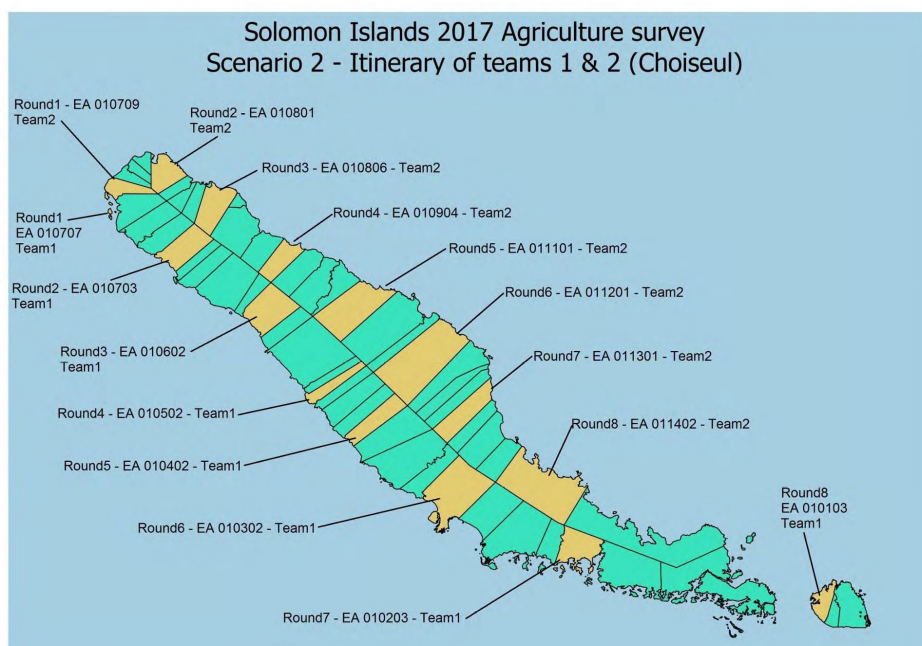 Solomon Islands 2017 Agriculture survey
Scenario 2 - Itinerary of teams 1 & 2 (Choiseul)
Round1 - EA 010709
Team2
Round2 - EA 010801
Team2
Round3 - EA 010806 - Team2
Round4 - EA 010904 - Team2
Round1
EA 010707
Team1
Round5 - EA 011101 - Team2
Round2 - EA 010703
Team1
Round6 - EA 011201 - Team2
Round3 - EA 010602
Team1
Round7 - EA 011301 - Team2
Round4 - EA 010502 - Team1
Round8 - EA 011402 - Team2
Round5 - EA 010402 - Team1
Round8
EA 010103
Team1
Round6 - EA 010302 - Team1
Round7 - EA 010203 - Team1